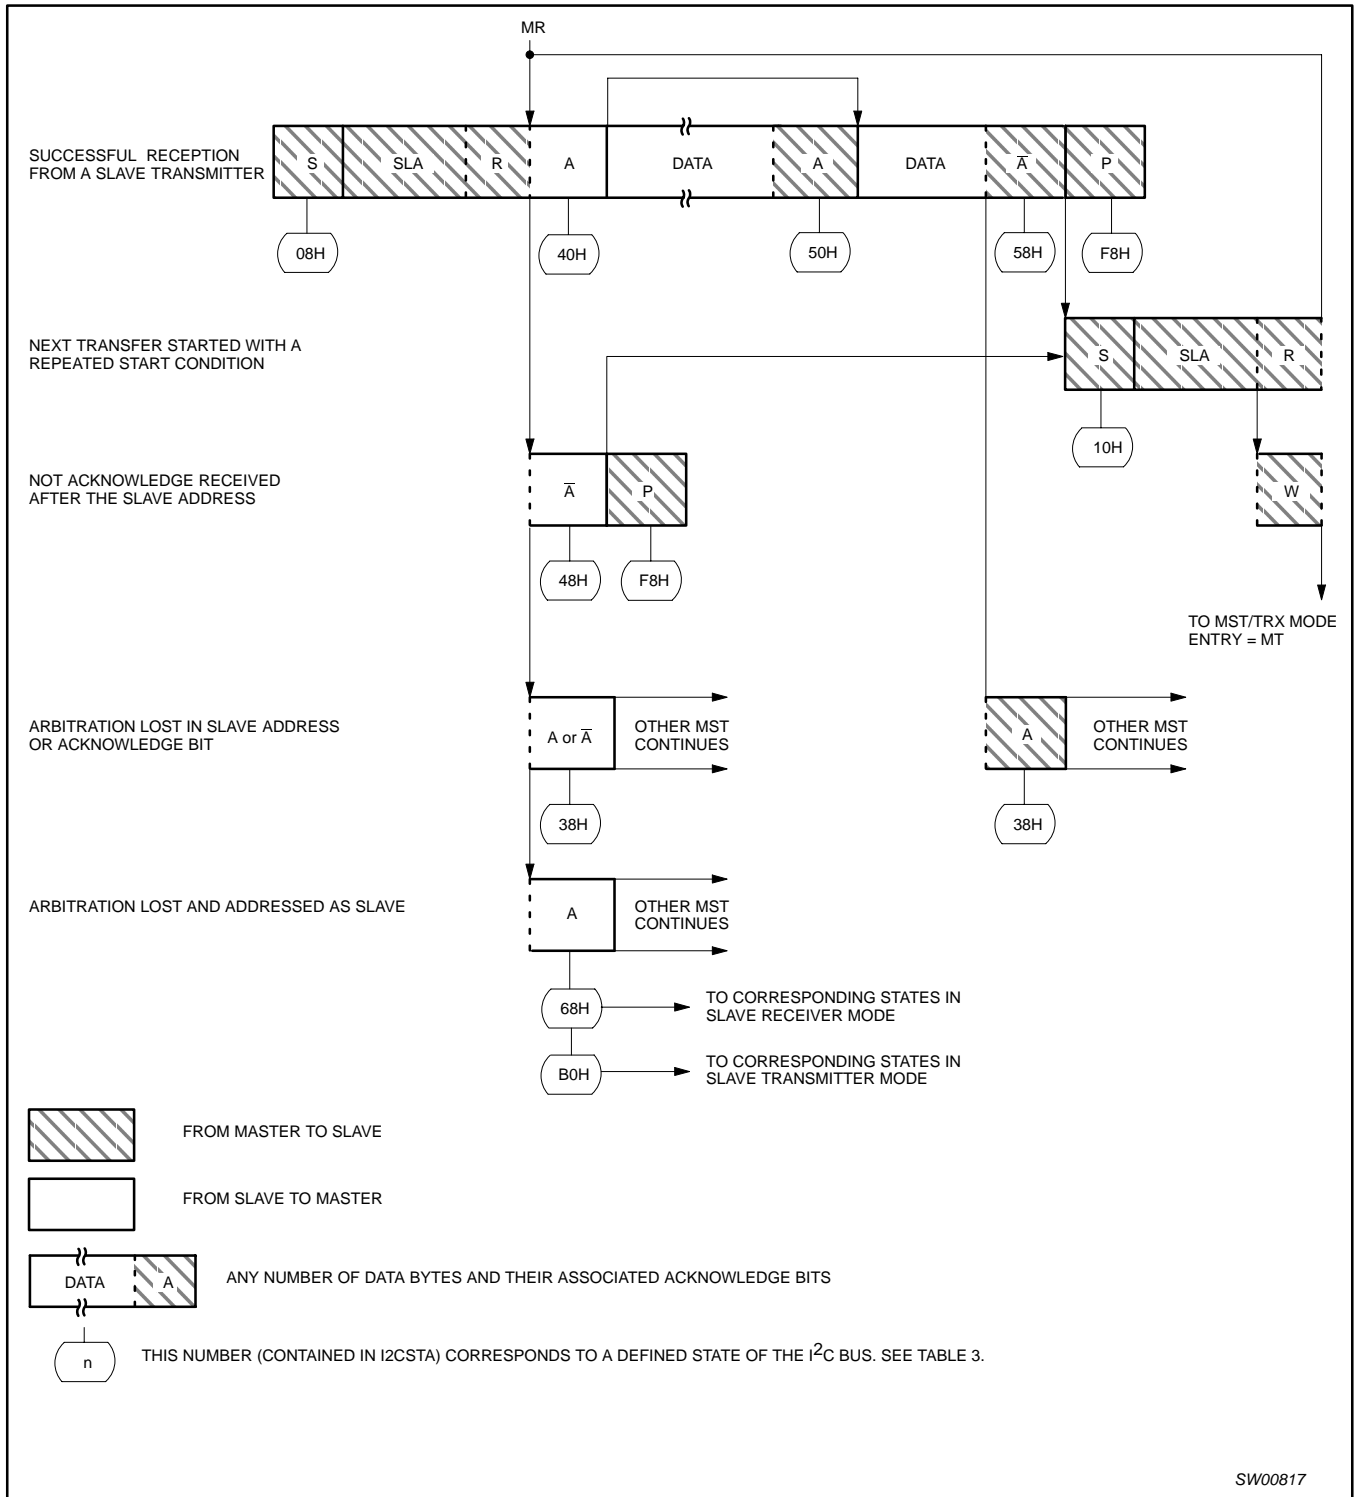 MR
SUCCESSFUL RECEPTION
FROM A SLAVE TRANSMITTER
S SLA R A DATA A DATA A̅ P
08H 40H 50H 58H F8H
NEXT TRANSFER STARTED WITH A
REPEATED START CONDITION
S SLA R
10H
NOT ACKNOWLEDGE RECEIVED
AFTER THE SLAVE ADDRESS
A̅ P
W
48H F8H
TO MST/TRX MODE
ENTRY = MT
ARBITRATION LOST IN SLAVE ADDRESS
OR ACKNOWLEDGE BIT
A or A̅
OTHER MST
CONTINUES
A
OTHER MST
CONTINUES
38H 38H
ARBITRATION LOST AND ADDRESSED AS SLAVE
A
OTHER MST
CONTINUES
68H
TO CORRESPONDING STATES IN
SLAVE RECEIVER MODE
B0H
TO CORRESPONDING STATES IN
SLAVE TRANSMITTER MODE
FROM MASTER TO SLAVE
FROM SLAVE TO MASTER
DATA A
ANY NUMBER OF DATA BYTES AND THEIR ASSOCIATED ACKNOWLEDGE BITS
n
THIS NUMBER (CONTAINED IN I2CSTA) CORRESPONDS TO A DEFINED STATE OF THE I²C BUS. SEE TABLE 3.
SW00817